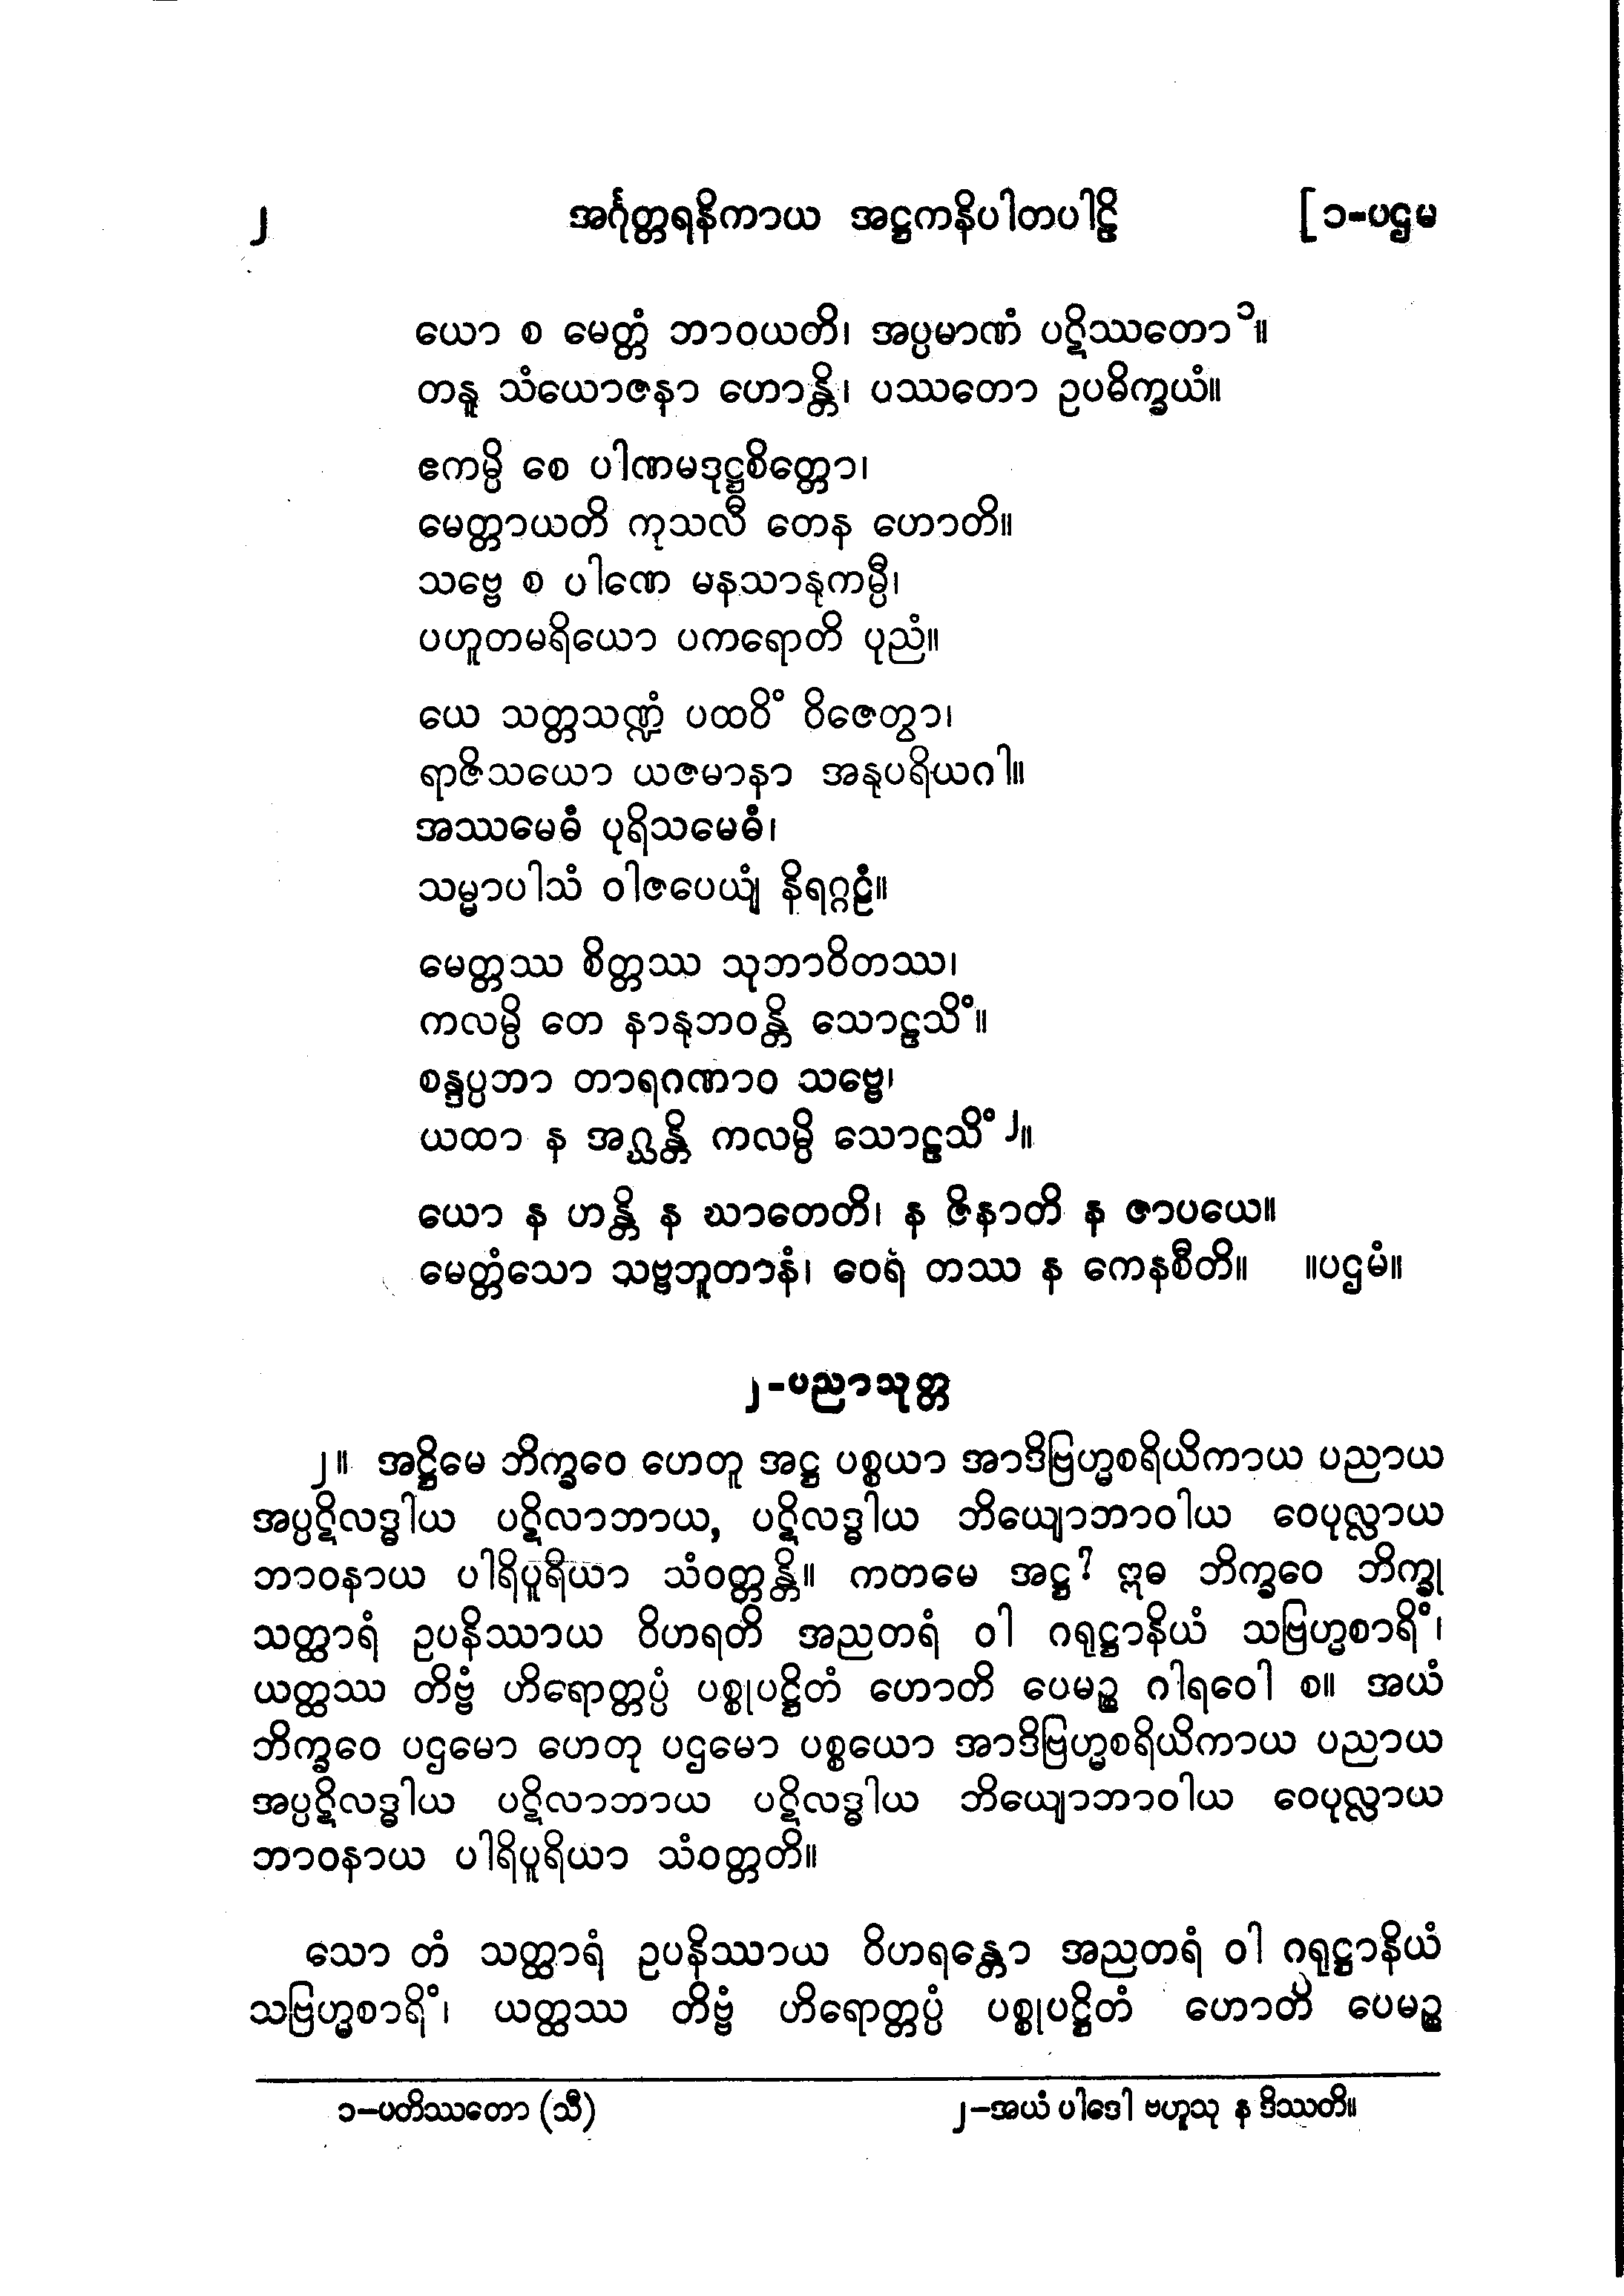 ၂ အင်္ဂုတ္တရနိကာယ အဋ္ဌကနိပါတပါဠိ [၁-ပဌမ
ယော စ မေတ္တံ ဘာဝယတိ၊ အပ္ပမာဏံ ပဋိဿတော၁။
တနူ သံယောဇနာ ဟောန္တိ၊ ပဿတော ဥပဓိက္ခယံ။
ဧကမ္ပိ စေ ပါဏမဒုဋ္ဌစိတ္တော၊
မေတ္တာယတိ ကုသလီ တေန ဟောတိ။
သဗ္ဗေ စ ပါဏေ မနသာနုကမ္ပီ၊
ပဟူတမရိယော ပကရောတိ ပုညံ။
ယေ သတ္တသဏ္ဍံ ပထဝိံ ဝိဇေတွာ၊
ရာဇိသယော ယဇမာနာ အနုပရိယဂါ။
အဿမေဓံ ပုရိသမေဓံ၊
သမ္မာပါသံ ဝါဇပေယျံ နိရဂ္ဂဠံ။
မေတ္တဿ စိတ္တဿ သုဘာဝိတဿ၊
ကလမ္ပိ တေ နာနုဘဝန္တိ သောဠသိံ။
စန္ဒပ္ပဘာ တာရဂဏာဝ သဗ္ဗေ၊
ယထာ န အဂ္ဃန္တိ ကလမ္ပိ သောဠသိံ၂။
ယော န ဟန္တိ န ဃာတေတိ၊ န ဇိနာတိ န ဇာပယေ။
မေတ္တံသော သဗ္ဗဘူတာနံ၊ ဝေရံ တဿ န ကေနစီတိ။ ။ပဌမံ။
၂-ပညာသုတ္တ
၂။ အဋ္ဌိမေ ဘိက္ခဝေ ဟေတူ အဋ္ဌ ပစ္စယာ အာဒိဗြဟ္မစရိယိကာယ ပညာယ
အပ္ပဋိလဒ္ဓါယ ပဋိလာဘာယ, ပဋိလဒ္ဓါယ ဘိယျောဘာဝါယ ဝေပုလ္လာယ
ဘာဝနာယ ပါရိပူရိယာ သံဝတ္တန္တိ။ ကတမေ အဋ္ဌ? ဣဓ ဘိက္ခဝေ ဘိက္ခု
သတ္ထာရံ ဥပနိဿာယ ဝိဟရတိ အညတရံ ဝါ ဂရုဋ္ဌာနိယံ သဗြဟ္မစာရိံ၊
ယတ္ထဿ တိဗ္ဗံ ဟိရောတ္တပ္ပံ ပစ္စုပဋ္ဌိတံ ဟောတိ ပေမဉ္စ ဂါရဝေါ စ။ အယံ
ဘိက္ခဝေ ပဌမော ဟေတု ပဌမော ပစ္စယော အာဒိဗြဟ္မစရိယိကာယ ပညာယ
အပ္ပဋိလဒ္ဓါယ ပဋိလာဘာယ ပဋိလဒ္ဓါယ ဘိယျောဘာဝါယ ဝေပုလ္လာယ
ဘာဝနာယ ပါရိပူရိယာ သံဝတ္တတိ။
သော တံ သတ္ထာရံ ဥပနိဿာယ ဝိဟရန္တော အညတရံ ဝါ ဂရုဋ္ဌာနိယံ
သဗြဟ္မစာရိံ၊ ယတ္ထဿ တိဗ္ဗံ ဟိရောတ္တပ္ပံ ပစ္စုပဋ္ဌိတံ ဟောတိ ပေမဉ္စ
၁-ပတိဿတော (သီ) ၂-အယံ ပါဒေါ ဗဟူသု န ဒိဿတိ။